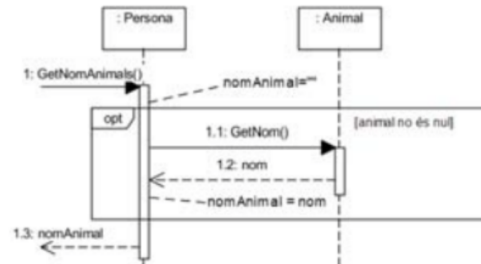 : Persona
: Animal
1: GetNomAnimals()
nomAnimal=""
opt
[animal no és nul]
1.1: GetNom()
1.2: nom
nomAnimal = nom
1.3: nomAnimal